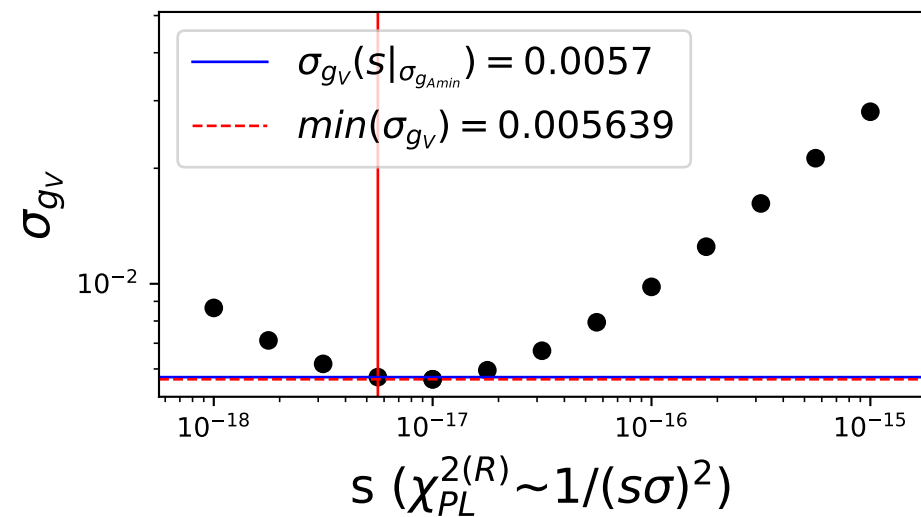 σ_{g_V}(s|_{σ_{g_{Amin}}}) = 0.0057
min(σ_{g_V}) = 0.005639
σ_{g_V}
10^{−2}
10^{−18} 10^{−17} 10^{−16} 10^{−15}
s (χ_{PL}^{2(R)}~1/(sσ)^2)